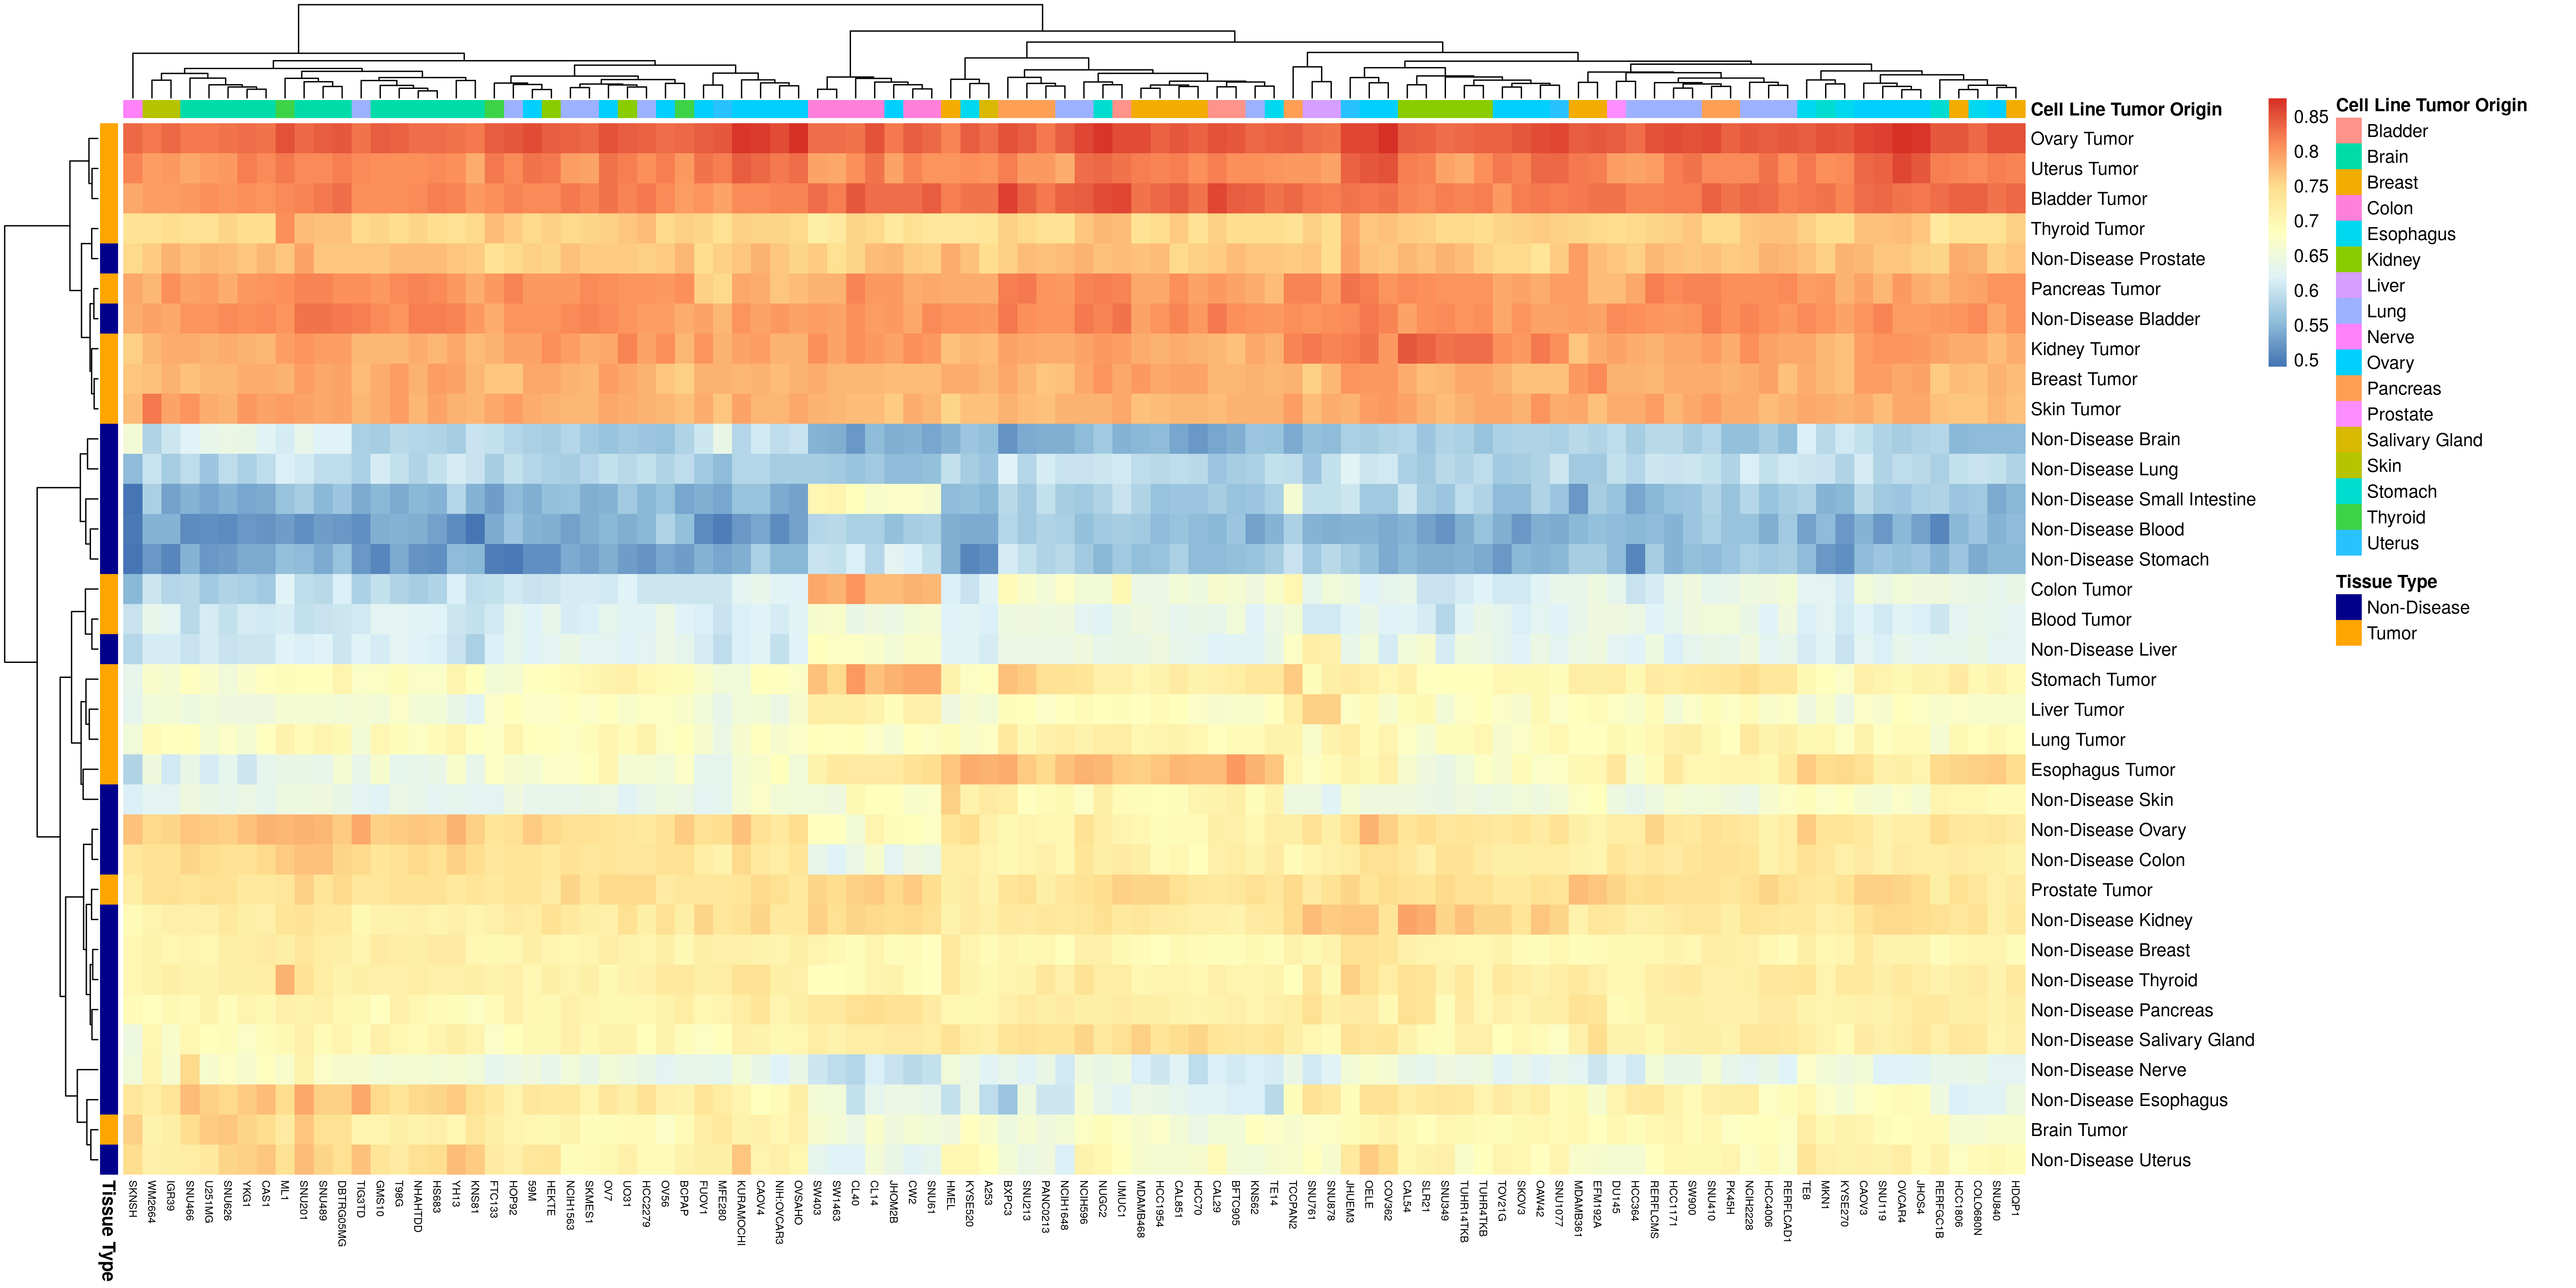 Cell Line Tumor Origin
Ovary Tumor
Uterus Tumor
Bladder Tumor
Thyroid Tumor
Non-Disease Prostate
Pancreas Tumor
Non-Disease Bladder
Kidney Tumor
Breast Tumor
Skin Tumor
Non-Disease Brain
Non-Disease Lung
Non-Disease Small Intestine
Non-Disease Blood
Non-Disease Stomach
Colon Tumor
Blood Tumor
Non-Disease Liver
Stomach Tumor
Liver Tumor
Lung Tumor
Esophagus Tumor
Non-Disease Skin
Non-Disease Ovary
Non-Disease Colon
Prostate Tumor
Non-Disease Kidney
Non-Disease Breast
Non-Disease Thyroid
Non-Disease Pancreas
Non-Disease Salivary Gland
Non-Disease Nerve
Non-Disease Esophagus
Brain Tumor
Non-Disease Uterus
0.85
0.8
0.75
0.7
0.65
0.6
0.55
0.5
Cell Line Tumor Origin
Bladder
Brain
Breast
Colon
Esophagus
Kidney
Liver
Lung
Nerve
Ovary
Pancreas
Prostate
Salivary Gland
Skin
Stomach
Thyroid
Uterus
Tissue Type
Non-Disease
Tumor
Tissue Type
SKNSH
WM2664
IGR39
SNU466
U251MG
SNU626
YKG1
CAS1
ML1
SNU201
SNU489
DBTRG05MG
TIG3TD
GMS10
T98G
NHAHTDD
HS683
YH13
KNS81
FTC133
HOP92
59M
HEKTE
NCIH1563
SKMES1
OV7
UO31
HCC2279
OV56
BCPAP
FUOV1
MFE280
KURAMOCHI
CAOV4
NIH:OVCAR3
OVSAHO
SW403
SW1463
CL40
CL14
JHOM2B
CW2
SNU61
HMEL
KYSE520
A253
BXPC3
SNU213
PANC0213
NCIH1648
NCIH596
NUGC2
UMUC1
MDAMB468
HCC1954
CAL851
HCC70
CAL29
BFTC905
KNS62
TE14
TCCPAN2
SNU761
SNU878
JHUEM3
OELE
COV362
CAL54
SLR21
SNU349
TUHR14TKB
TUHR4TKB
TOV21G
SKOV3
OAW42
SNU1077
MDAMB361
EFM192A
DU145
HCC364
RERFLCMS
HCC1171
SW900
SNU410
PK45H
NCIH2228
HCC4006
RERFLCAD1
TE8
MKN1
KYSE270
CAOV3
SNU119
OVCAR4
JHOS4
RERFGC1B
HCC1806
COLO680N
SNU840
HDQP1